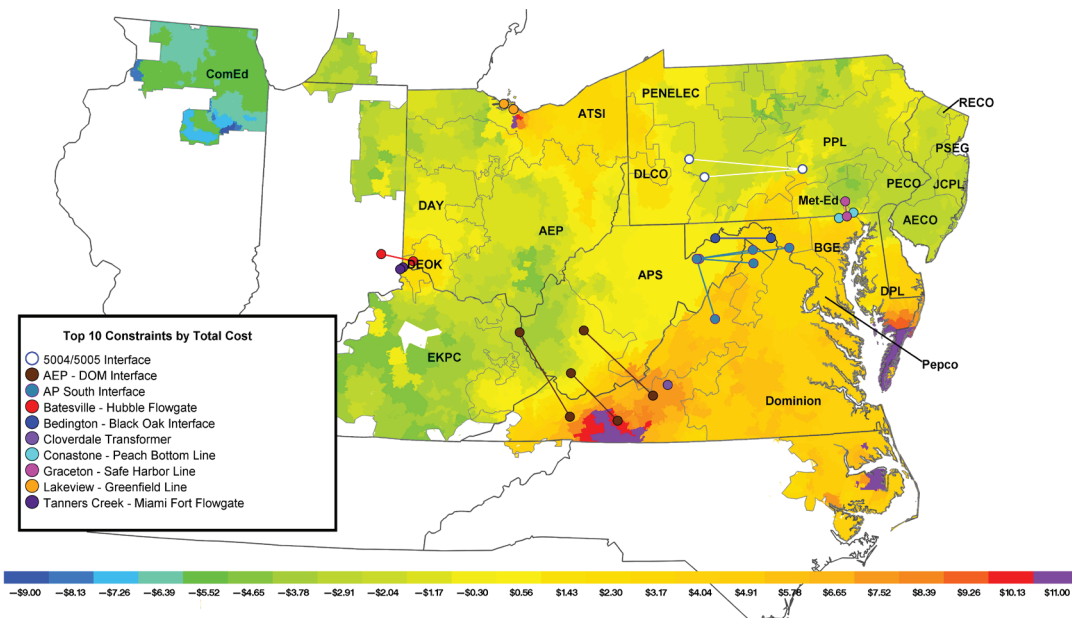 ComEd
PENELEC
RECO
ATSI
PPL
PSEG
DLCO
PECO
JCPL
DAY
Met-Ed
AECO
AEP
BGE
DEOK
APS
DPL
EKPC
Pepco
Dominion
Top 10 Constraints by Total Cost
5004/5005 Interface
AEP - DOM Interface
AP South Interface
Batesville - Hubble Flowgate
Bedington - Black Oak Interface
Cloverdale Transformer
Conastone - Peach Bottom Line
Graceton - Safe Harbor Line
Lakeview - Greenfield Line
Tanners Creek - Miami Fort Flowgate
–$9.00 –$8.13 –$7.26 –$6.39 –$5.52 –$4.65 –$3.78 –$2.91 –$2.04 –$1.17 –$0.30 $0.56 $1.43 $2.30 $3.17 $4.04 $4.91 $5.78 $6.65 $7.52 $8.39 $9.26 $10.13 $11.00